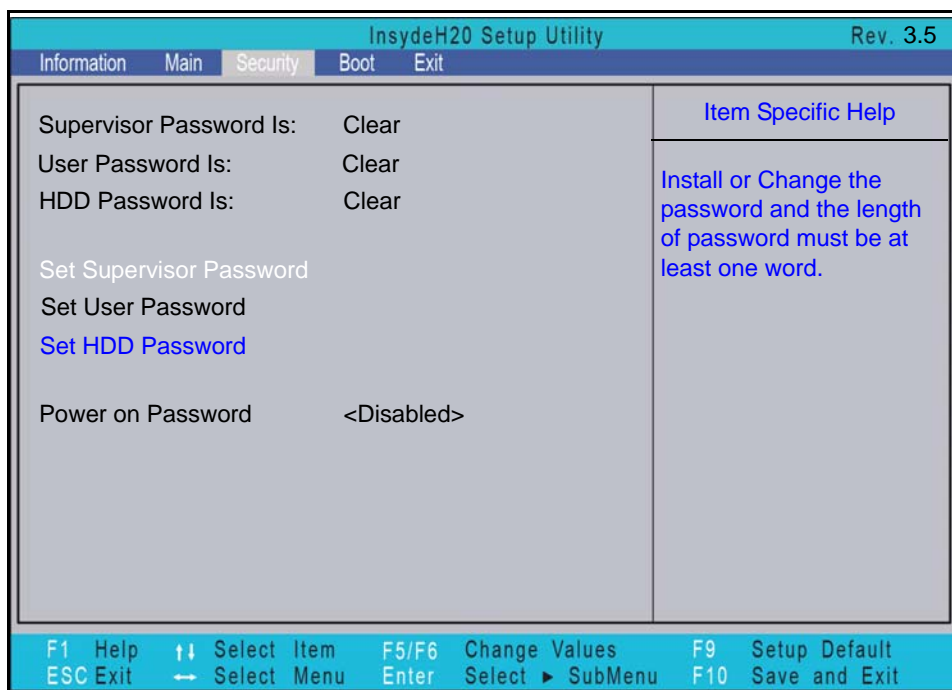 InsydeH20 Setup Utility Rev. 3.5
Information Main Security Boot Exit
Supervisor Password Is: Clear
User Password Is: Clear
HDD Password Is: Clear
Set Supervisor Password
Set User Password
Set HDD Password
Power on Password <Disabled>
Item Specific Help
Install or Change the
password and the length
of password must be at
least one word.
F1 Help ↑↓ Select Item F5/F6 Change Values F9 Setup Default
ESC Exit ↔ Select Menu Enter Select ► SubMenu F10 Save and Exit